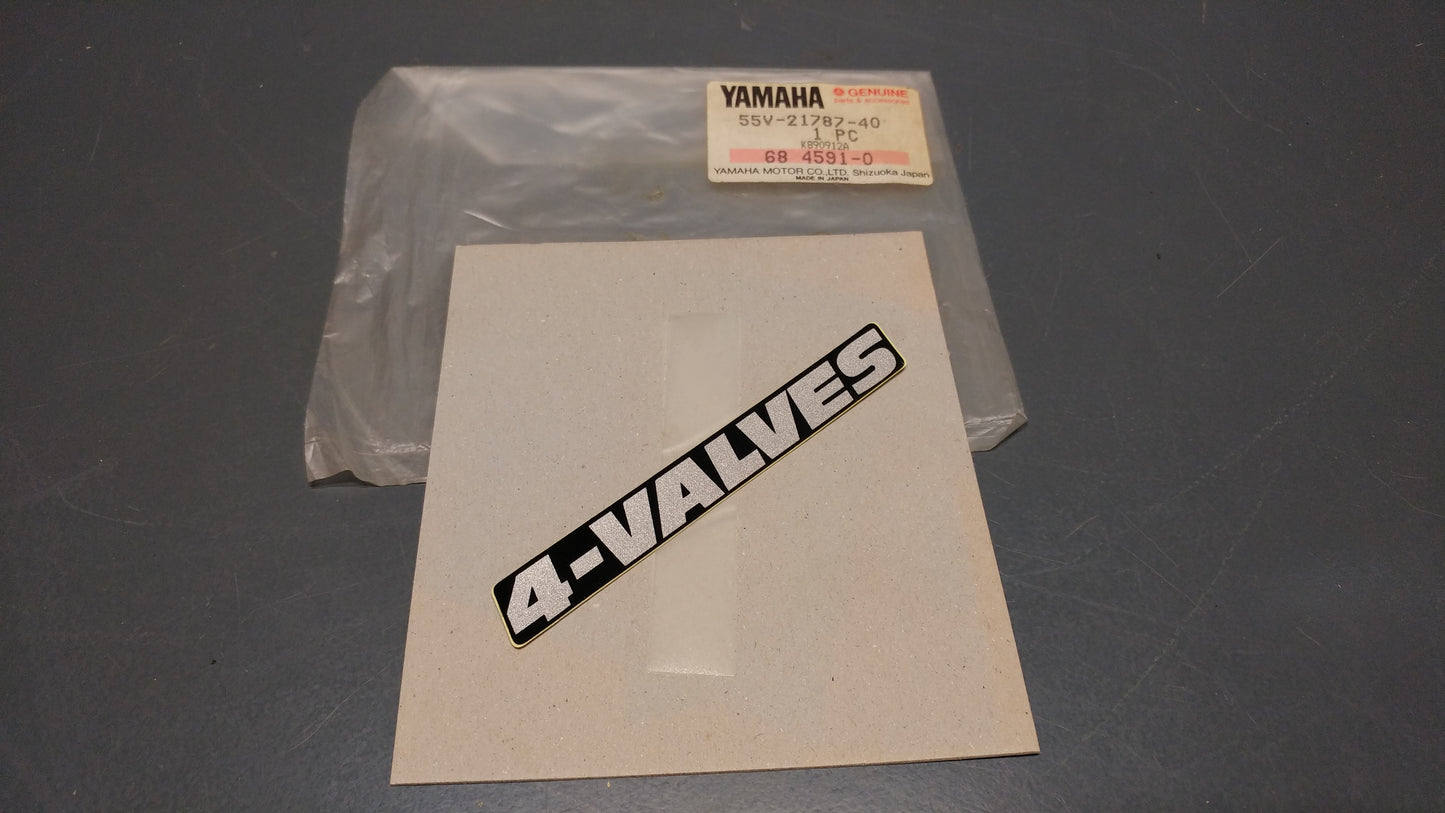 YAMAHA GENUINE
parts & accessories
55V-21787-40
1 PC
K890912A
68 4591-0
YAMAHA MOTOR CO.,LTD. Shizuoka Japan
MADE IN JAPAN
4-VALVES